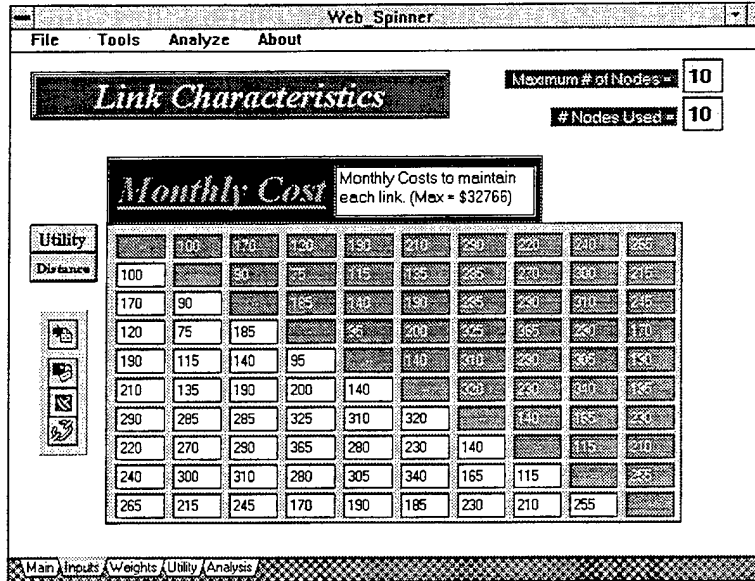 Web_Spinner
File Tools Analyze About
Link Characteristics
Maximum # of Nodes = 10
# Nodes Used = 10
Monthly Cost
Monthly Costs to maintain
each link. (Max = $32766)
Utility
Distance
100 170 120 190 210 290 220 240 265
100 90 75 115 135 285 270 300 215
170 90 185 140 190 285 290 310 245
120 75 185 95 200 325 365 280 170
190 115 140 95 140 310 280 305 190
210 135 190 200 140 320 230 340 185
290 285 285 325 310 320 140 165 230
220 270 290 365 280 230 140 115 210
240 300 310 280 305 340 165 115 255
265 215 245 170 190 185 230 210 255
Main Inputs Weights Utility Analysis